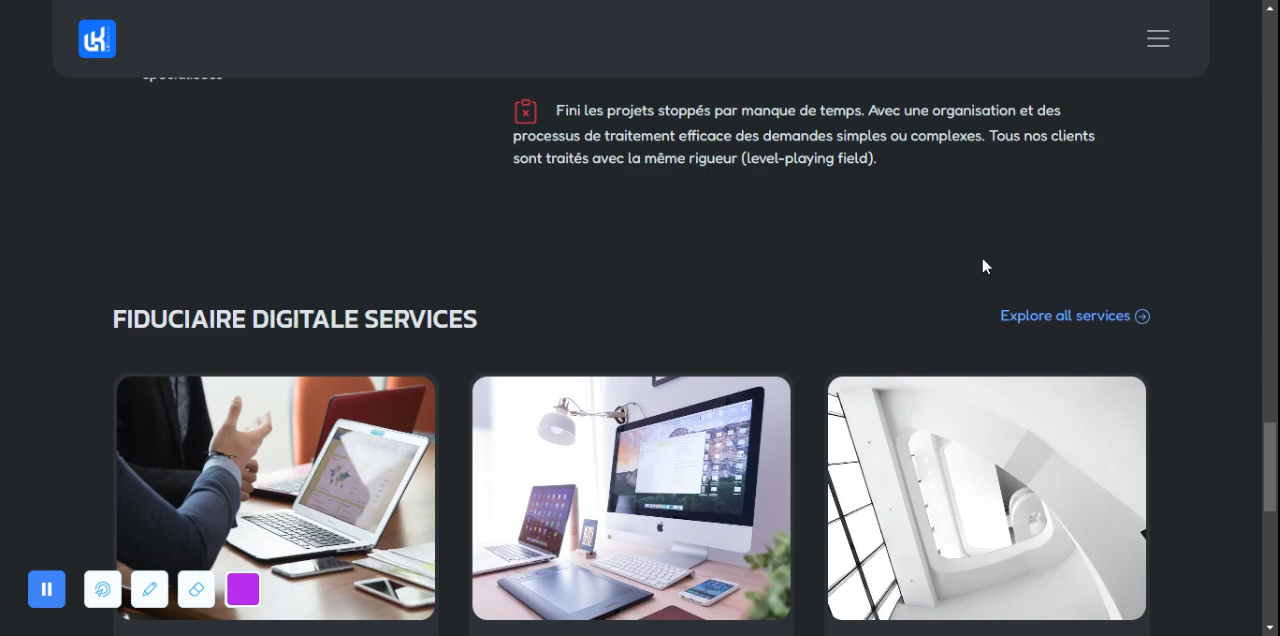 Fini les projets stoppés par manque de temps. Avec une organisation et des
processus de traitement efficace des demandes simples ou complexes. Tous nos clients
sont traités avec la même rigueur (level-playing field).
FIDUCIAIRE DIGITALE SERVICES
Explore all services